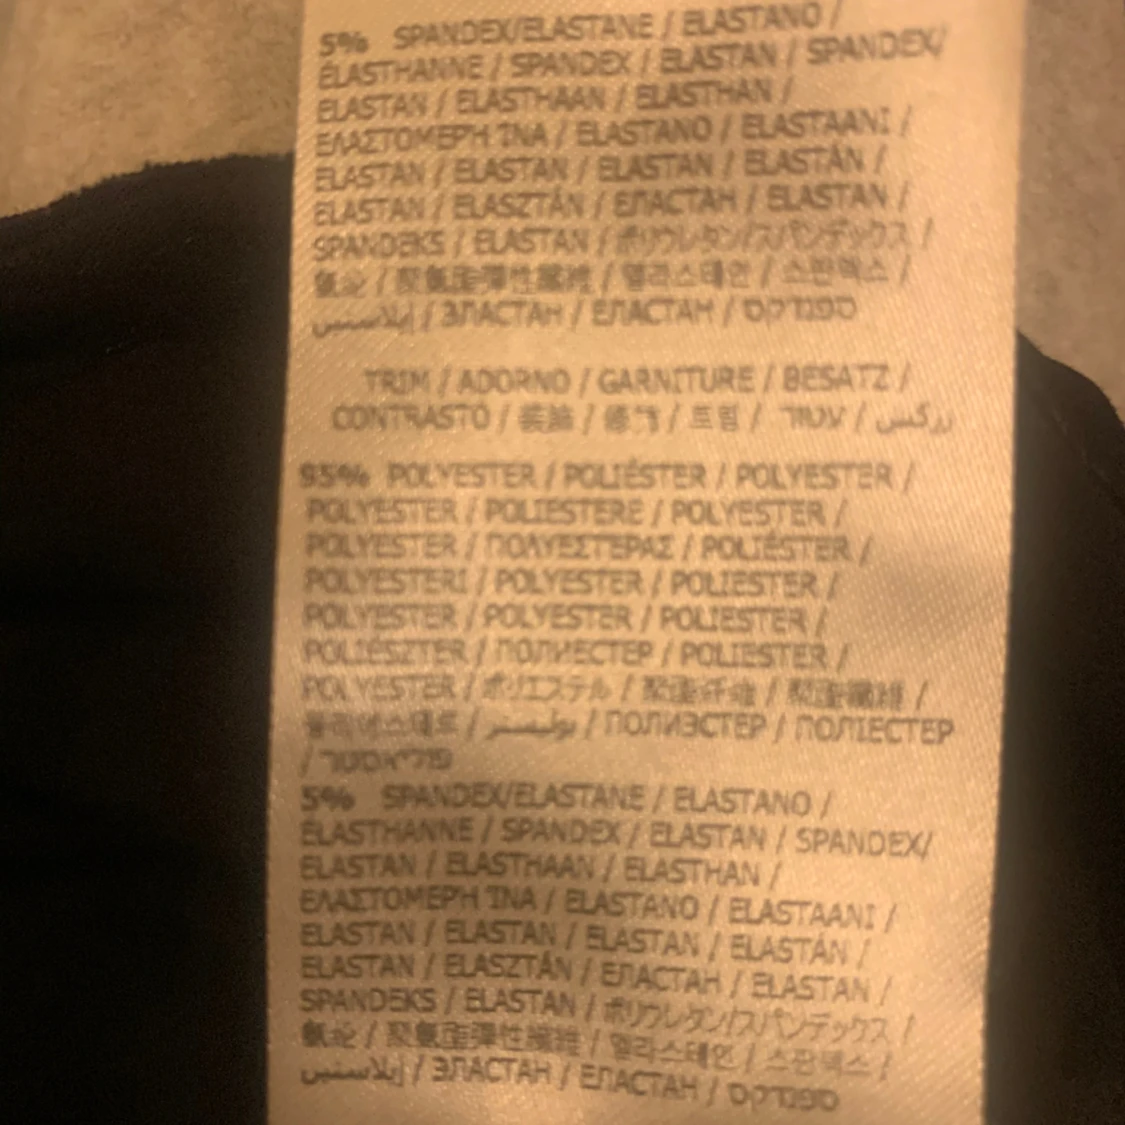 5% SPANDEX/ELASTANE / ELASTANO /
ÉLASTHANNE / SPANDEX / ELASTAN / SPANDEX/
ELASTAN / ELASTHAAN / ELASTHAN /
ΕΛΑΣΤΟΜΕΡΗ ΊΝΑ / ELASTANO / ELASTAANI /
ELASTAN / ELASTAN / ELASTAN / ELASTÁN /
ELASTAN / ELASZTÁN / ЕЛАСТАН / ELASTAN /
SPANDEKS / ELASTAN / ポリウレタン/スパンデックス /
氨纶 / 聚氨酯彈性纖維 / 엘라스테인 / 스판덱스 /
إيلاستين / ЭЛАСТАН / ЕЛАСТАН / ספנדקס
TRIM / ADORNO / GARNITURE / BESATZ /
CONTRASTO / / / 트림 / עיטור / زركش
95% POLYESTER / POLIÉSTER / POLYESTER /
POLYESTER / POLIESTERE / POLYESTER /
POLYESTER / ΠΟΛΥΕΣΤΕΡΑΣ / POLIÉSTER /
POLYESTERI / POLYESTER / POLIESTER /
POLYESTER / POLYESTER / POLIESTER /
POLIÉSZTER / ПОЛИЕСТЕР / POLIESTER /
POLYESTER / ポリエステル / 聚酯纤维 / 聚酯纖維 /
폴리에스테르 / بوليستر / ПОЛИЭСТЕР / ПОЛІЕСТЕР
/ פוליאסטר
5% SPANDEX/ELASTANE / ELASTANO /
ÉLASTHANNE / SPANDEX / ELASTAN / SPANDEX/
ELASTAN / ELASTHAAN / ELASTHAN /
ΕΛΑΣΤΟΜΕΡΗ ΊΝΑ / ELASTANO / ELASTAANI /
ELASTAN / ELASTAN / ELASTAN / ELASTÁN /
ELASTAN / ELASZTÁN / ЕЛАСТАН / ELASTAN /
SPANDEKS / ELASTAN / ポリウレタン/スパンデックス /
氨纶 / 聚氨酯彈性纖維 / 엘라스테인 / 스판덱스 /
إيلاستين / ЭЛАСТАН / ЕЛАСТАН / ספנדקס